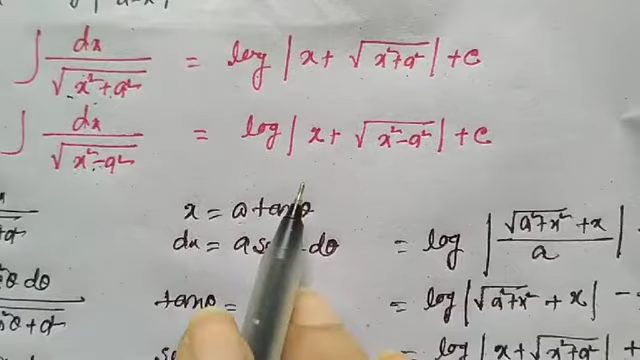 ∫ dx / √(x²+a²) = log |x + √(x²+a²)| + c
∫ dx / √(x²-a²) = log |x + √(x²-a²)| + c
x = a tanθ
dx = a dθ
tanθ =
= log | (√(a²+x²) + x) / a |
= log |√(a²+x²) + x| -
= log |x + √(x²+a²)| +